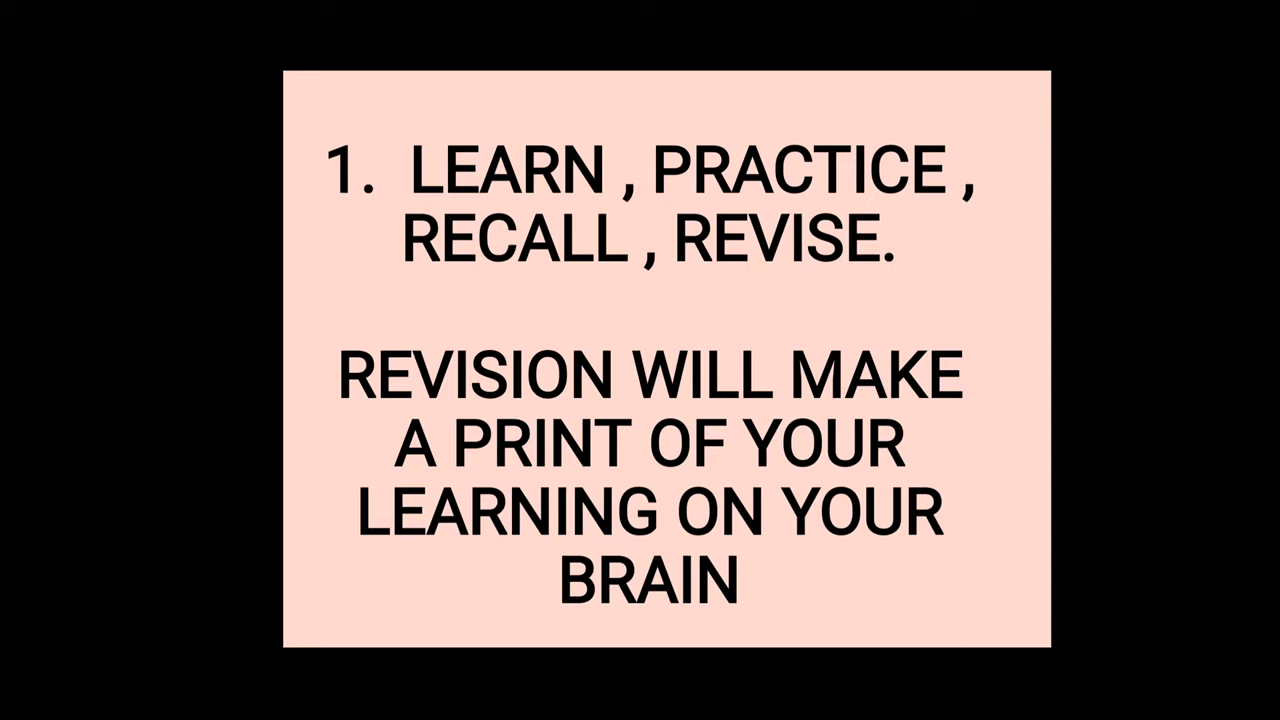 1. LEARN , PRACTICE ,
RECALL , REVISE.
REVISION WILL MAKE
A PRINT OF YOUR
LEARNING ON YOUR
BRAIN